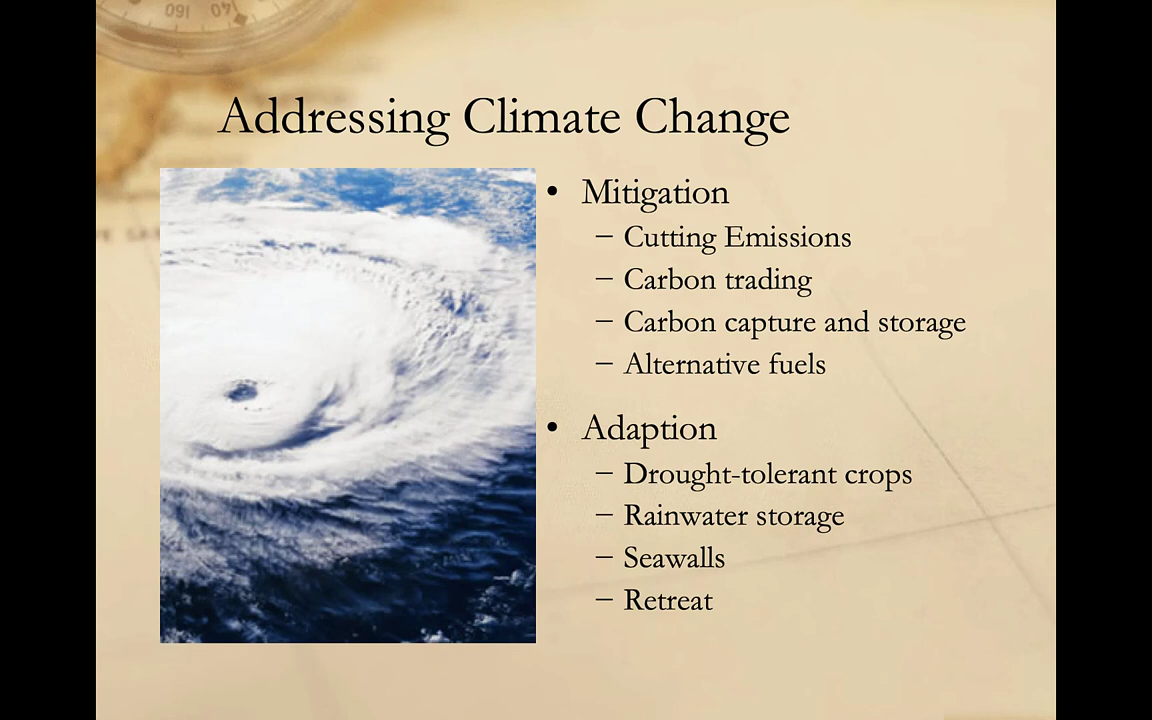 Addressing Climate Change
• Mitigation
– Cutting Emissions
– Carbon trading
– Carbon capture and storage
– Alternative fuels
• Adaption
– Drought-tolerant crops
– Rainwater storage
– Seawalls
– Retreat